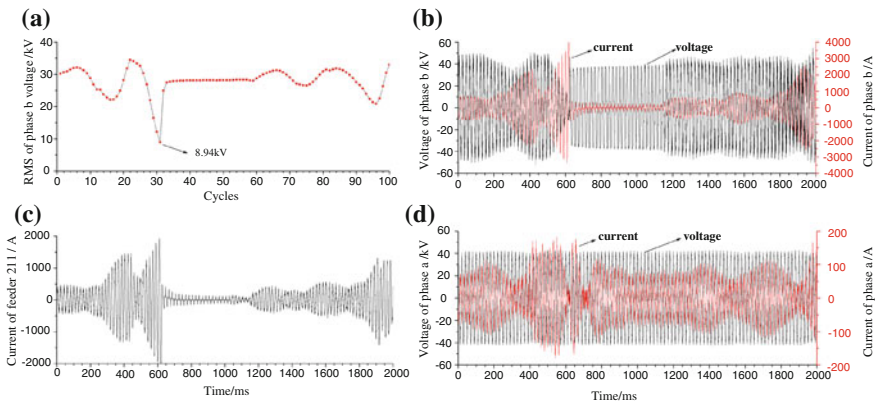 (a)
RMS of phase b voltage /kV
40
30
20
10
0
8.94kV
0 20 40 60 80 100
Cycles
(b)
Voltage of phase b /kV
60
40
20
0
-20
-40
-60
current
voltage
4000
3000
2000
1000
0
-1000
-2000
-3000
-4000
Current of phase b /A
0 200 400 600 800 1000 1200 1400 1600 1800 2000
(c)
Current of feeder 211 / A
2000
1000
0
-1000
-2000
0 200 400 600 800 1000 1200 1400 1600 1800 2000
Time/ms
(d)
Voltage of phase a /kV
60
40
20
0
-20
-40
-60
current
voltage
200
100
0
100
200
Current of phase a /A
0 200 400 600 800 1000 1200 1400 1600 1800 2000
Time/ms